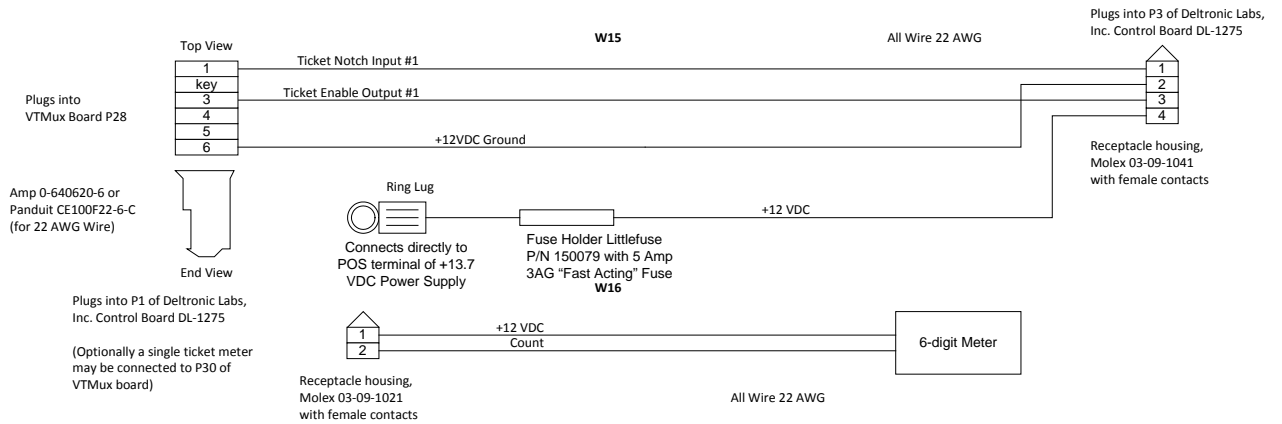 Plugs into P3 of Deltronic Labs,
Inc. Control Board DL-1275
W15
All Wire 22 AWG
Top View
1
key
3
4
5
6
Ticket Notch Input #1
Ticket Enable Output #1
+12VDC Ground
1
2
3
4
Plugs into
VTMux Board P28
Receptacle housing,
Molex 03-09-1041
with female contacts
Amp 0-640620-6 or
Panduit CE100F22-6-C
(for 22 AWG Wire)
End View
Ring Lug
+12 VDC
Connects directly to
POS terminal of +13.7
VDC Power Supply
Fuse Holder Littlefuse
P/N 150079 with 5 Amp
3AG “Fast Acting” Fuse
W16
Plugs into P1 of Deltronic Labs,
Inc. Control Board DL-1275
(Optionally a single ticket meter
may be connected to P30 of
VTMux board)
1
2
+12 VDC
Count
6-digit Meter
Receptacle housing,
Molex 03-09-1021
with female contacts
All Wire 22 AWG